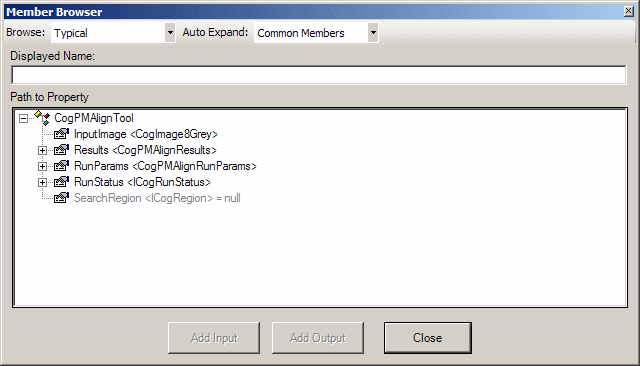 Member Browser
Browse: Typical Auto Expand: Common Members
Displayed Name:
Path to Property
CogPMAlignTool
InputImage <CogImage8Grey>
Results <CogPMAlignResults>
RunParams <CogPMAlignRunParams>
RunStatus <ICogRunStatus>
SearchRegion <ICogRegion> = null
Add Input Add Output Close